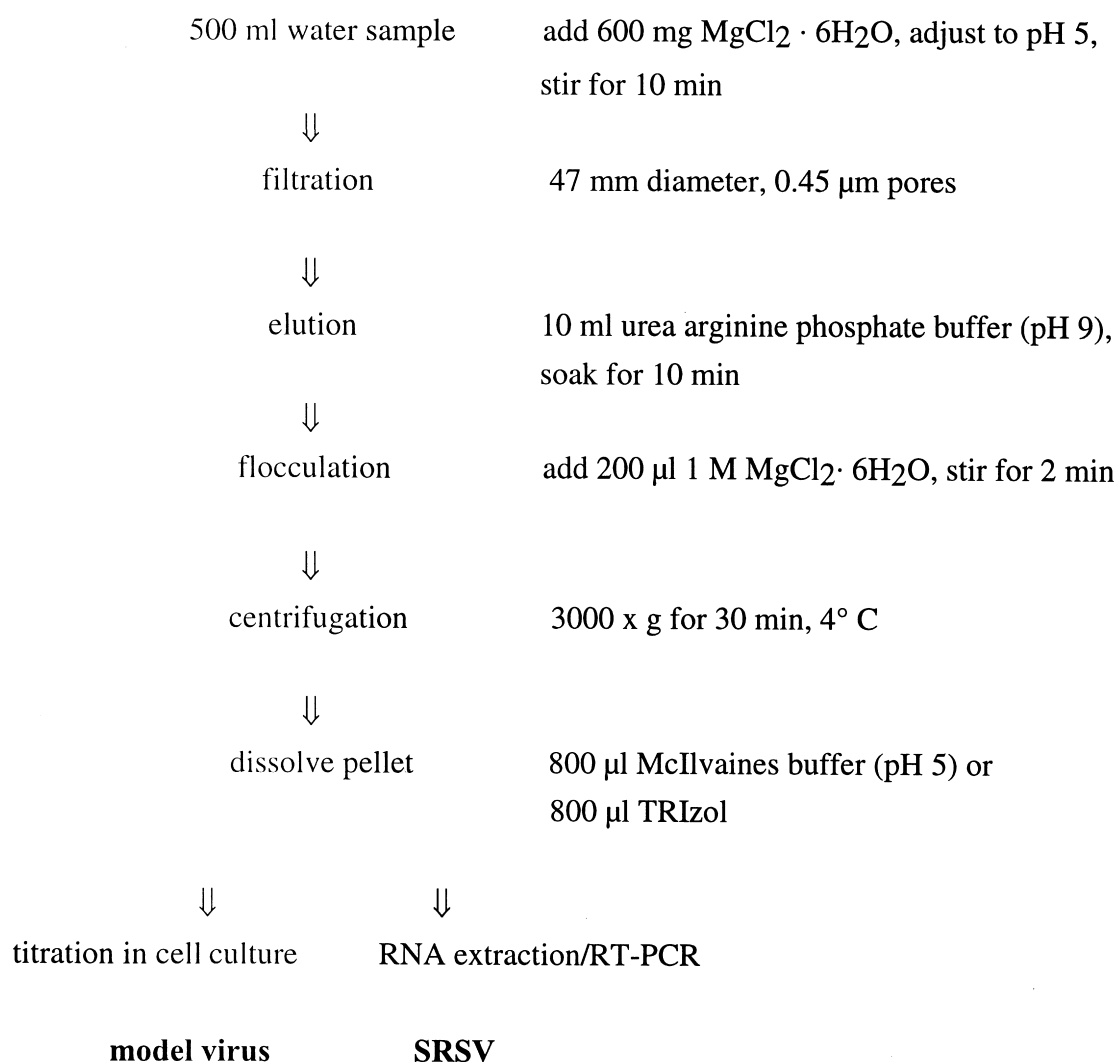 500 ml water sample add 600 mg MgCl2 · 6H2O, adjust to pH 5,
stir for 10 min
⇓
filtration 47 mm diameter, 0.45 µm pores
⇓
elution 10 ml urea arginine phosphate buffer (pH 9),
soak for 10 min
⇓
flocculation add 200 µl 1 M MgCl2· 6H2O, stir for 2 min
⇓
centrifugation 3000 x g for 30 min, 4° C
⇓
dissolve pellet 800 µl McIlvaines buffer (pH 5) or
800 µl TRIzol
⇓ ⇓
titration in cell culture RNA extraction/RT-PCR
model virus SRSV